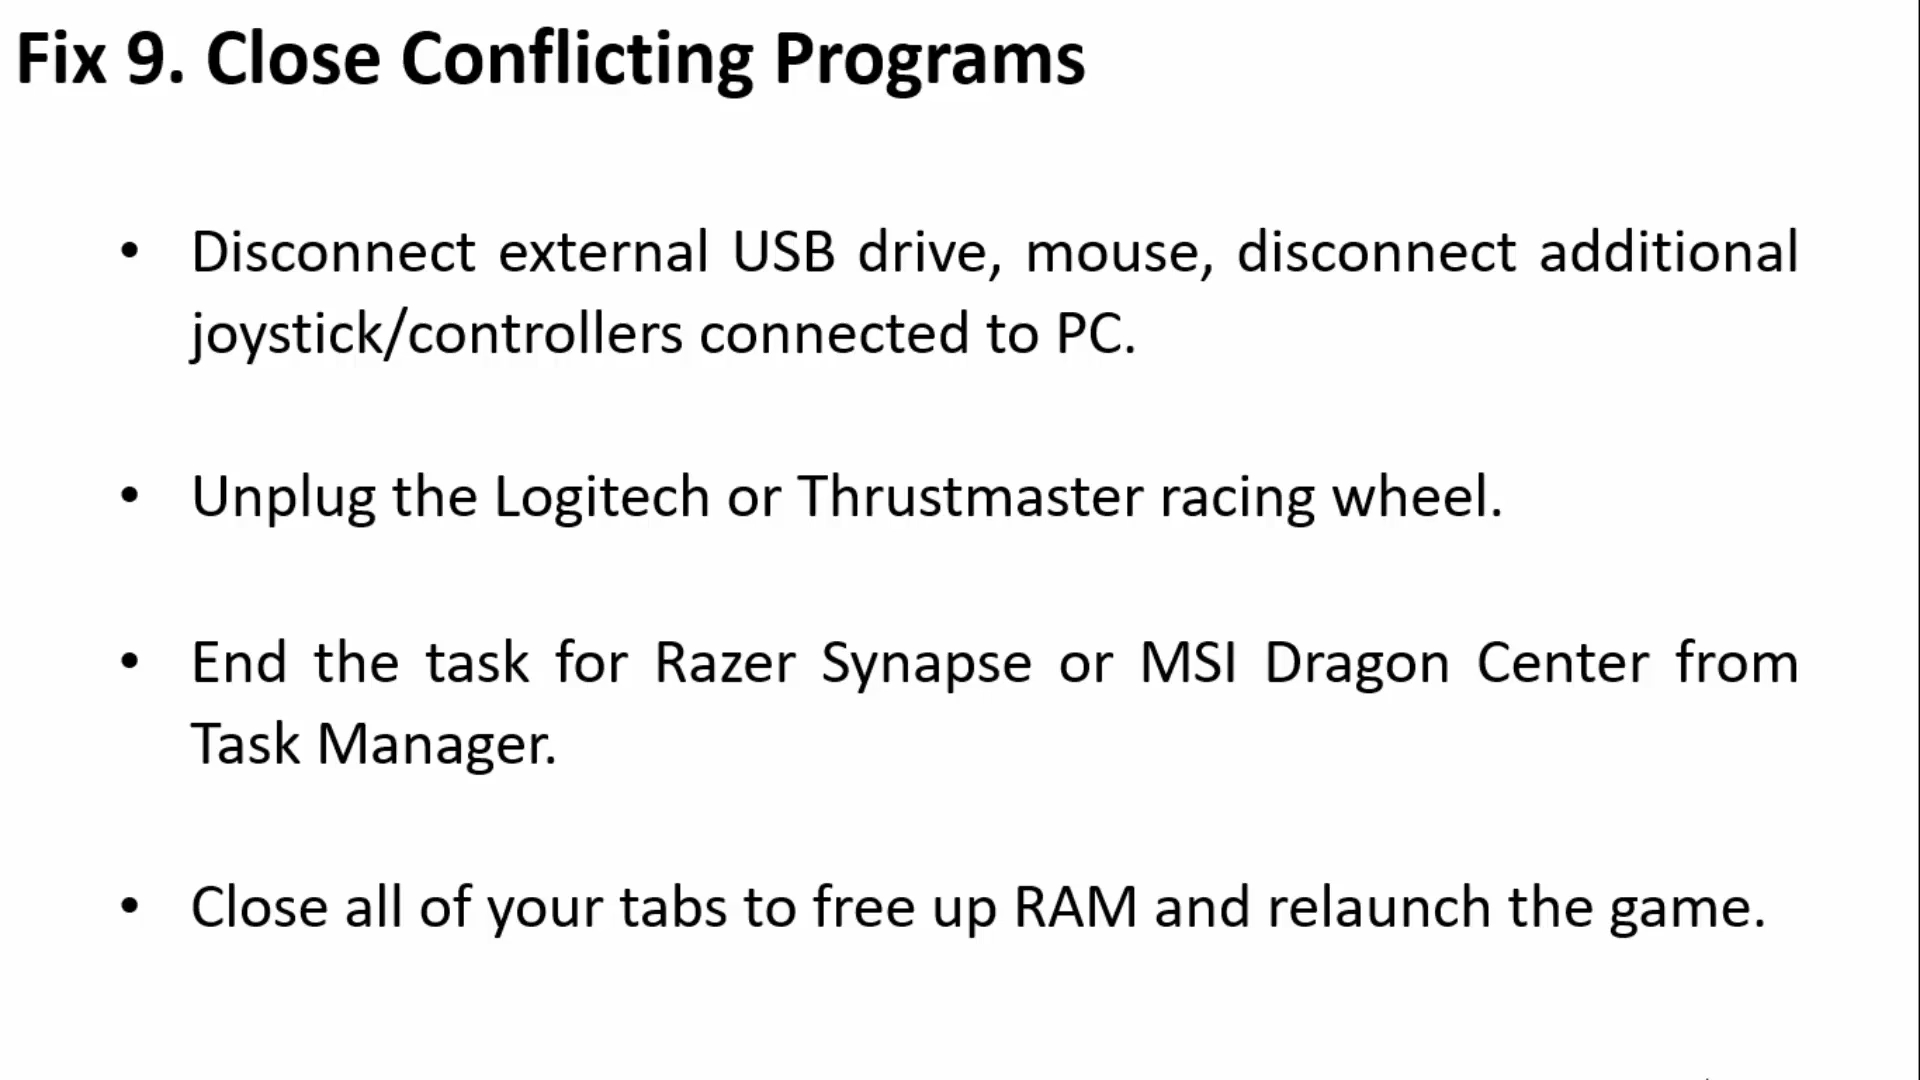 Fix 9. Close Conflicting Programs
• Disconnect external USB drive, mouse, disconnect additional
joystick/controllers connected to PC.
• Unplug the Logitech or Thrustmaster racing wheel.
• End the task for Razer Synapse or MSI Dragon Center from
Task Manager.
• Close all of your tabs to free up RAM and relaunch the game.